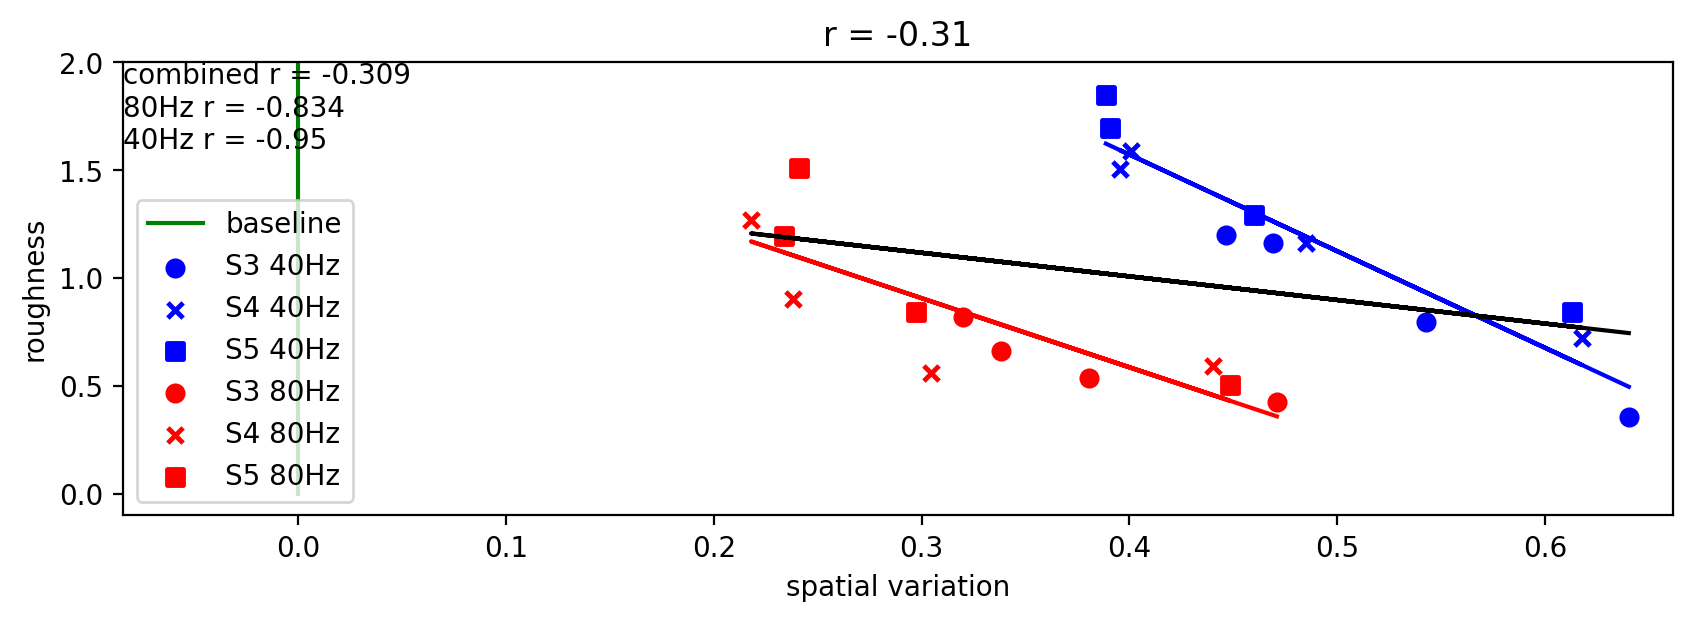 r = -0.31
combined r = -0.309
80Hz r = -0.834
40Hz r = -0.95
baseline
S3 40Hz
S4 40Hz
S5 40Hz
S3 80Hz
S4 80Hz
S5 80Hz
roughness
2.0
1.5
1.0
0.5
0.0
0.0 0.1 0.2 0.3 0.4 0.5 0.6
spatial variation